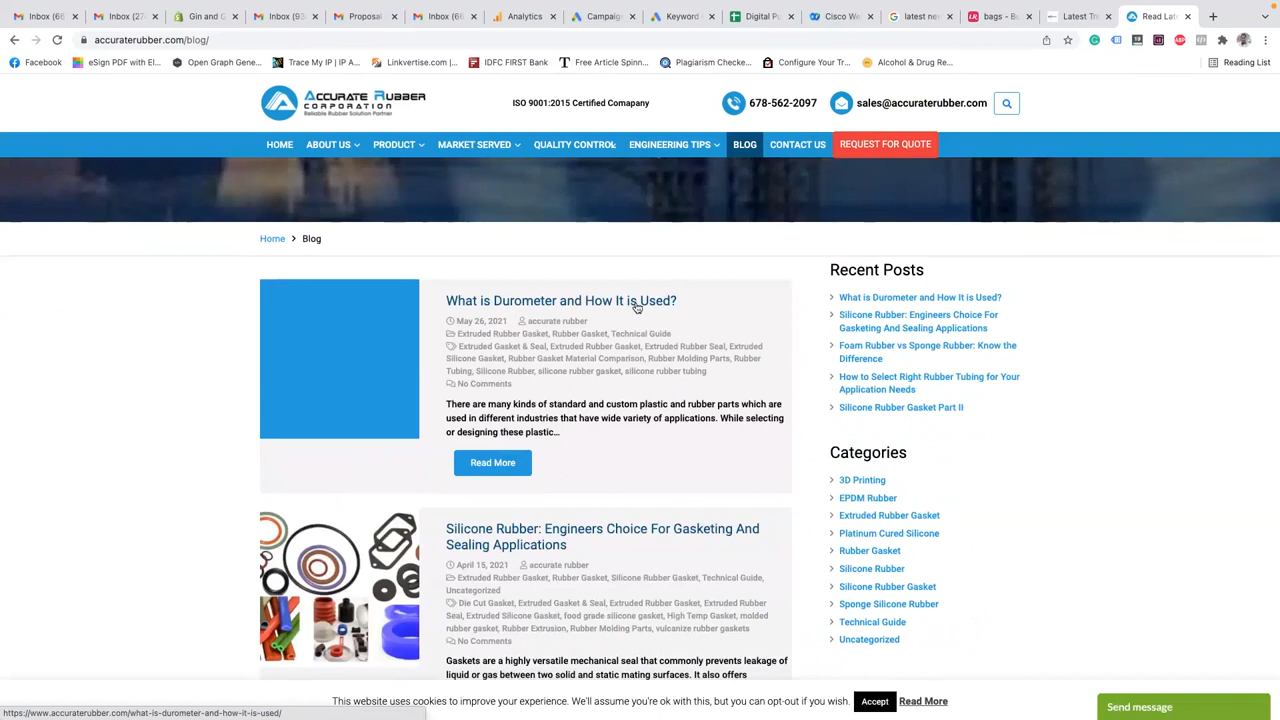 Inbox (66
Inbox (274
Gin and G
Inbox (93
Proposal
Inbox (66
Analytics
Campaign
Keyword
Digital Pu
Cisco We
latest ne
bags - B
Latest Tr
Read Late
accuraterubber.com/blog/
Facebook
eSign PDF with El...
Open Graph Gene...
Trace My IP | IP A...
Linkvertise.com |...
IDFC FIRST Bank
Free Article Spinn...
Plagiarism Checke...
Configure Your Tr...
Alcohol & Drug Re...
Reading List
ACCURATE RUBBER
CORPORATION
Reliable Rubber Solution Partner
ISO 9001:2015 Certified Comapany
678-562-2097
sales@accuraterubber.com
HOME
ABOUT US
PRODUCT
MARKET SERVED
QUALITY CONTROL
ENGINEERING TIPS
BLOG
CONTACT US
REQUEST FOR QUOTE
Home > Blog
What is Durometer and How It is Used?
May 26, 2021 accurate rubber
Extruded Rubber Gasket, Rubber Gasket, Technical Guide
Extruded Gasket & Seal, Extruded Rubber Gasket, Extruded Rubber Seal, Extruded
Silicone Gasket, Rubber Gasket Material Comparison, Rubber Molding Parts, Rubber
Tubing, Silicone Rubber, silicone rubber gasket, silicone rubber tubing
No Comments
There are many kinds of standard and custom plastic and rubber parts which are
used in different industries that have wide variety of applications. While selecting
or designing these plastic...
Read More
Silicone Rubber: Engineers Choice For Gasketing And
Sealing Applications
April 15, 2021 accurate rubber
Extruded Rubber Gasket, Rubber Gasket, Silicone Rubber Gasket, Technical Guide,
Uncategorized
Die Cut Gasket, Extruded Gasket & Seal, Extruded Rubber Gasket, Extruded Rubber
Seal, Extruded Silicone Gasket, food grade silicone gasket, High Temp Gasket, molded
rubber gasket, Rubber Extrusion, Rubber Molding Parts, vulcanize rubber gaskets
No Comments
Gaskets are a highly versatile mechanical seal that commonly prevents leakage of
liquid or gas between two solid and static mating surfaces. It also offers
Recent Posts
What is Durometer and How It is Used?
Silicone Rubber: Engineers Choice For
Gasketing And Sealing Applications
Foam Rubber vs Sponge Rubber: Know the
Difference
How to Select Right Rubber Tubing for Your
Application Needs
Silicone Rubber Gasket Part II
Categories
3D Printing
EPDM Rubber
Extruded Rubber Gasket
Platinum Cured Silicone
Rubber Gasket
Silicone Rubber
Silicone Rubber Gasket
Sponge Silicone Rubber
Technical Guide
Uncategorized
This website uses cookies to improve your experience. We'll assume you're ok with this, but you can opt-out if you wish. Accept Read More
Send message
https://www.accuraterubber.com/what-is-durometer-and-how-it-is-used/